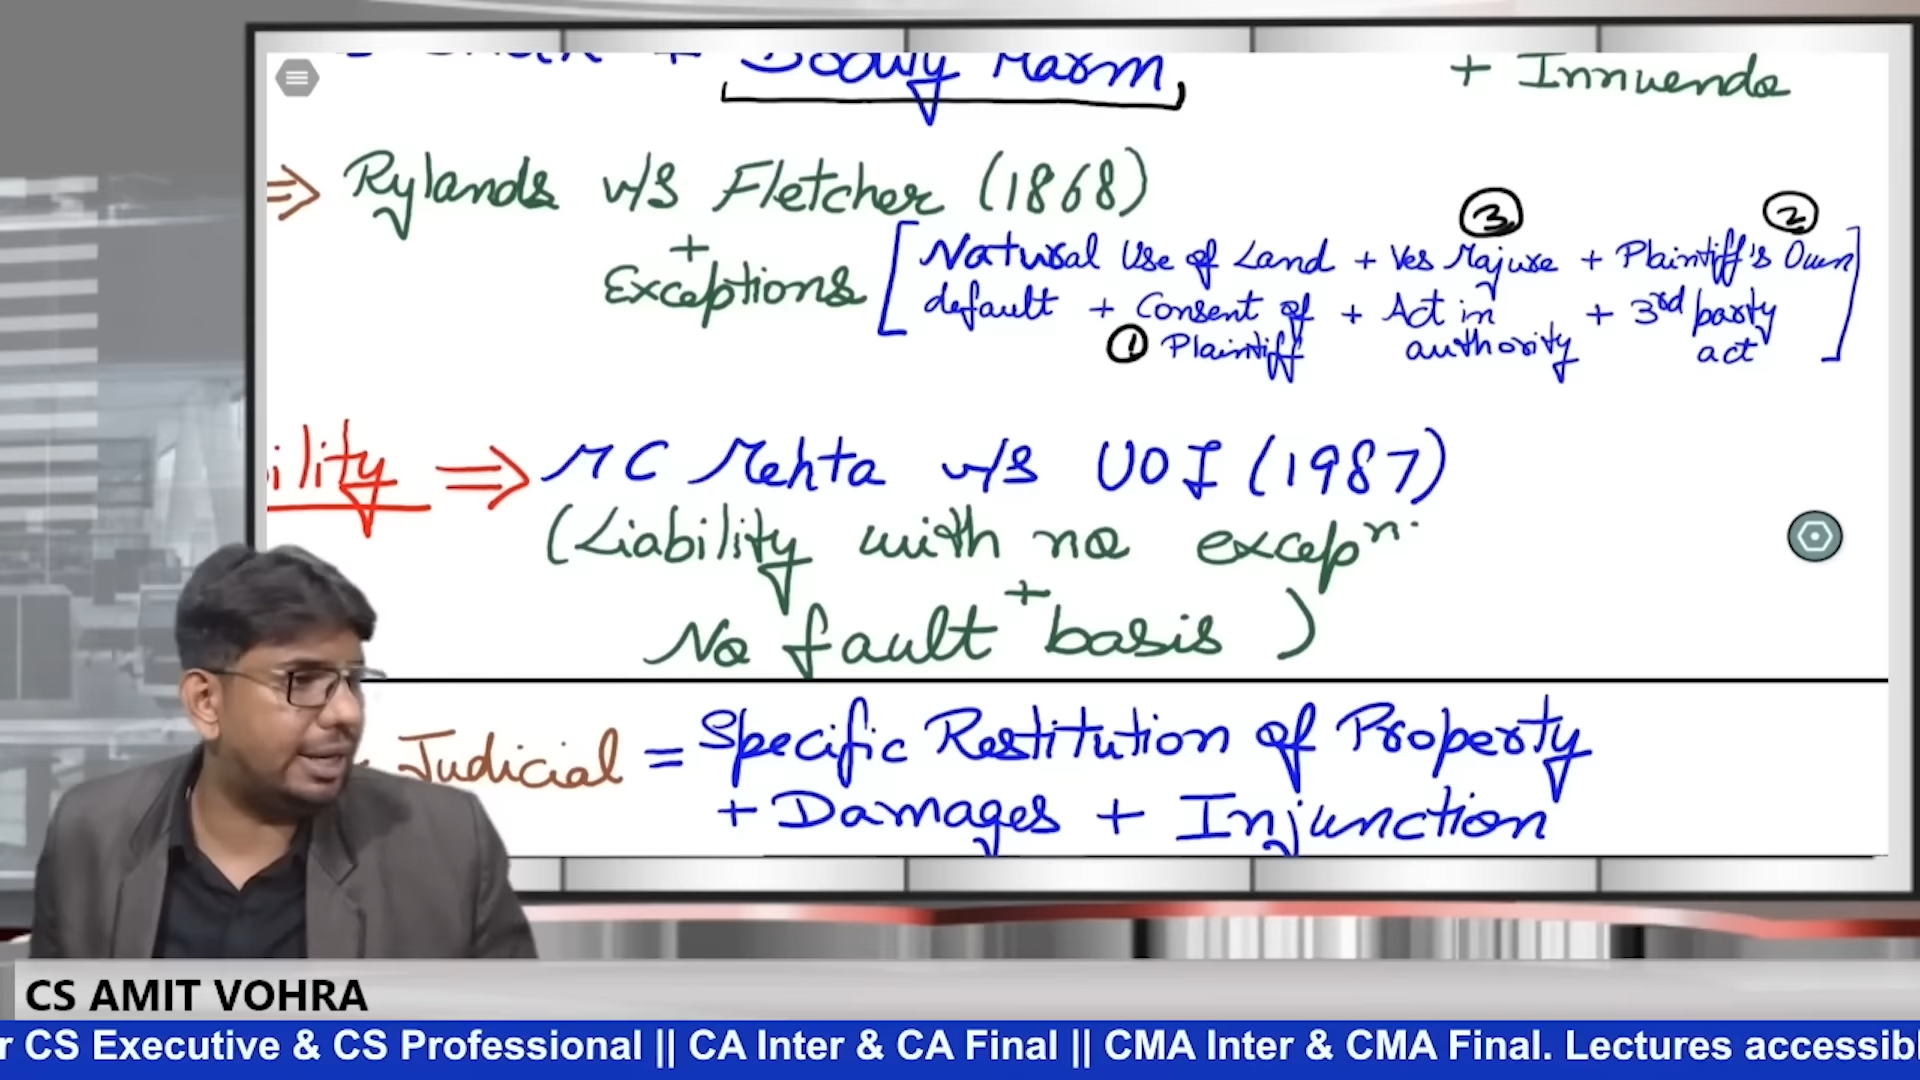 + Bodily Harm
+ Innuendo
⇒ Rylands v/s Fletcher (1868)
+
Exceptions
③ ②
[Natural Use of Land + Ves Majure + Plaintiff's Own
default + Consent of + Act in + 3rd party
① Plaintiff authority act]
ility ⇒ MC Mehta v/s UOI (1987)
(Liability with no excepn.
+
No fault basis)
Judicial = Specific Restitution of Property
+ Damages + Injunction
CS AMIT VOHRA
r CS Executive & CS Professional || CA Inter & CA Final || CMA Inter & CMA Final. Lectures accessibl